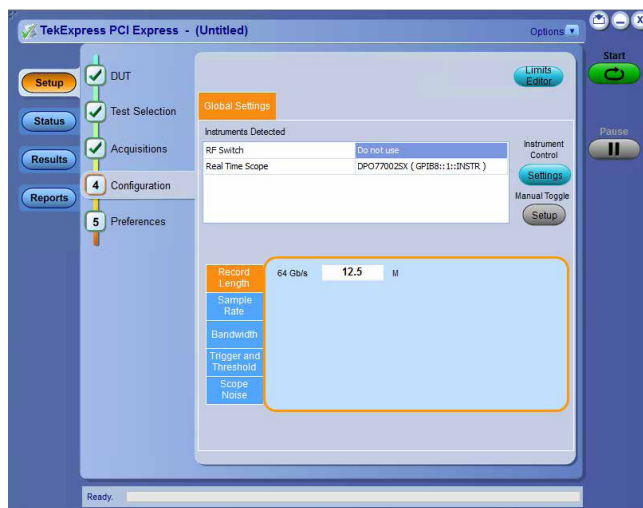 TekExpress PCI Express - (Untitled)
Options
Start
Pause
Setup
Status
Results
Reports
DUT
Test Selection
Acquisitions
4 Configuration
5 Preferences
Limits
Editor
Global Settings
Instruments Detected
RF Switch Do not use
Real Time Scope DPO77002SX ( GPIB8::1::INSTR )
Instrument
Control
Settings
Manual Toggle
Setup
Record
Length
64 Gb/s 12.5 M
Sample
Rate
Bandwidth
Trigger and
Threshold
Scope
Noise
Ready.